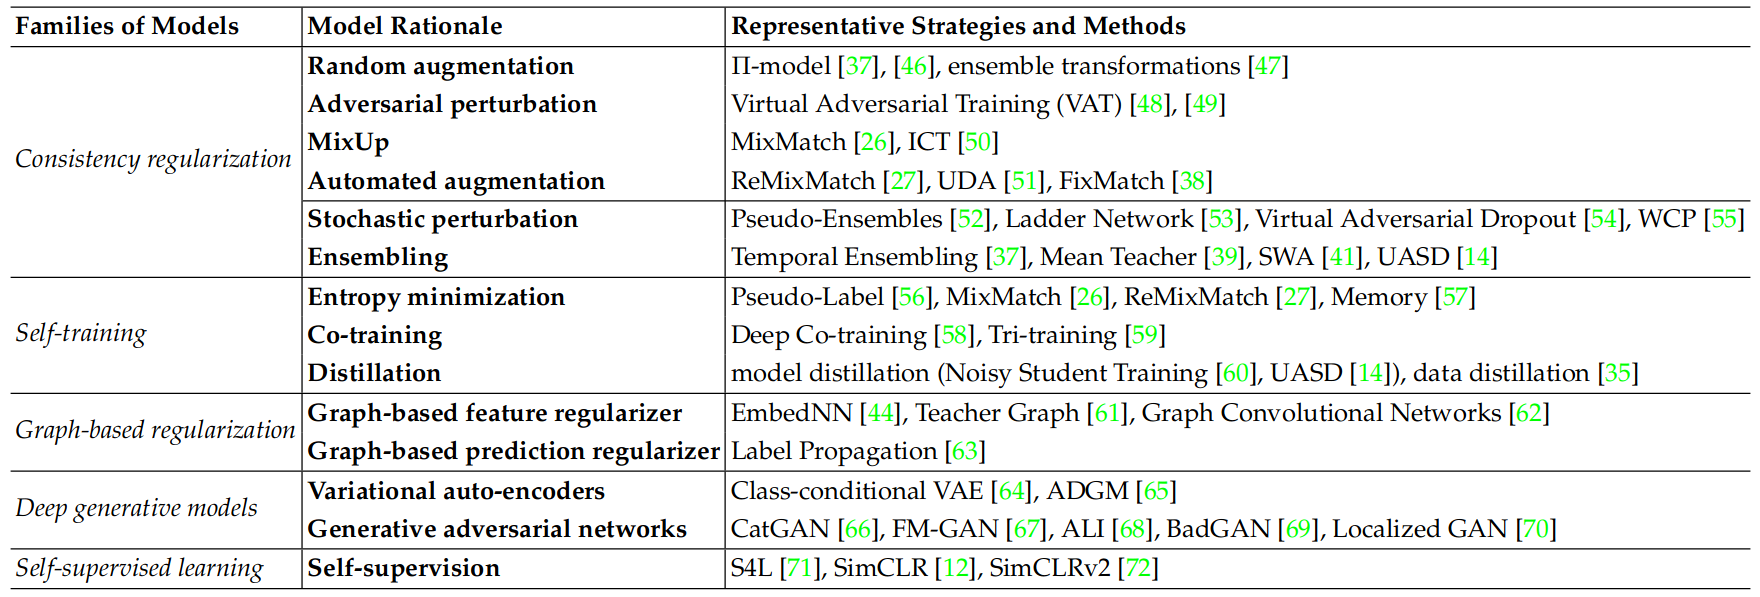 Families of Models Model Rationale Representative Strategies and Methods
Random augmentation Π-model [37], [46], ensemble transformations [47]
Adversarial perturbation Virtual Adversarial Training (VAT) [48], [49]
MixUp MixMatch [26], ICT [50]
Consistency regularization
Automated augmentation ReMixMatch [27], UDA [51], FixMatch [38]
Stochastic perturbation Pseudo-Ensembles [52], Ladder Network [53], Virtual Adversarial Dropout [54], WCP [55]
Ensembling Temporal Ensembling [37], Mean Teacher [39], SWA [41], UASD [14]
Entropy minimization Pseudo-Label [56], MixMatch [26], ReMixMatch [27], Memory [57]
Self-training Co-training Deep Co-training [58], Tri-training [59]
Distillation model distillation (Noisy Student Training [60], UASD [14]), data distillation [35]
Graph-based feature regularizer EmbedNN [44], Teacher Graph [61], Graph Convolutional Networks [62]
Graph-based regularization
Graph-based prediction regularizer Label Propagation [63]
Variational auto-encoders Class-conditional VAE [64], ADGM [65]
Deep generative models
Generative adversarial networks CatGAN [66], FM-GAN [67], ALI [68], BadGAN [69], Localized GAN [70]
Self-supervised learning Self-supervision S4L [71], SimCLR [12], SimCLRv2 [72]